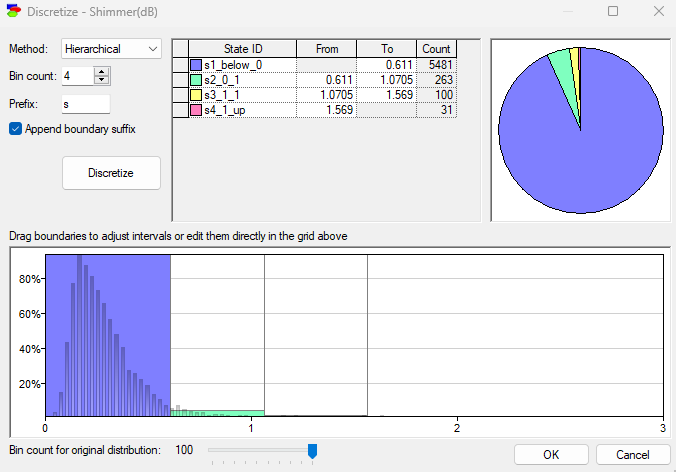 Discretize - Shimmer(dB)
Method: Hierarchical
Bin count: 4
Prefix: s
Append boundary suffix
Discretize
State ID From To Count
s1_below_0 0.611 5481
s2_0_1 0.611 1.0705 263
s3_1_1 1.0705 1.569 100
s4_1_up 1.569 31
Drag boundaries to adjust intervals or edit them directly in the grid above
80%
60%
40%
20%
0 1 2 3
Bin count for original distribution: 100
OK Cancel